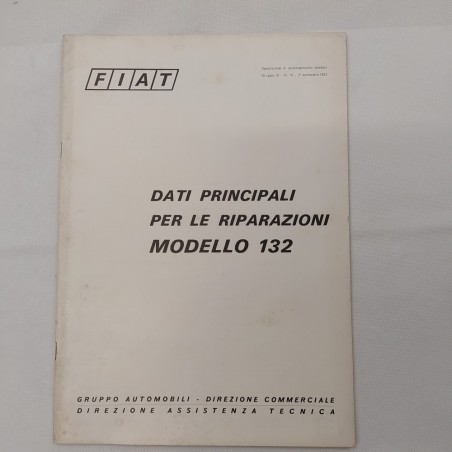 FIAT
DATI PRINCIPALI
PER LE RIPARAZIONI
MODELLO 132
GRUPPO AUTOMOBILI - DIREZIONE COMMERCIALE
DIREZIONE ASSISTENZA TECNICA